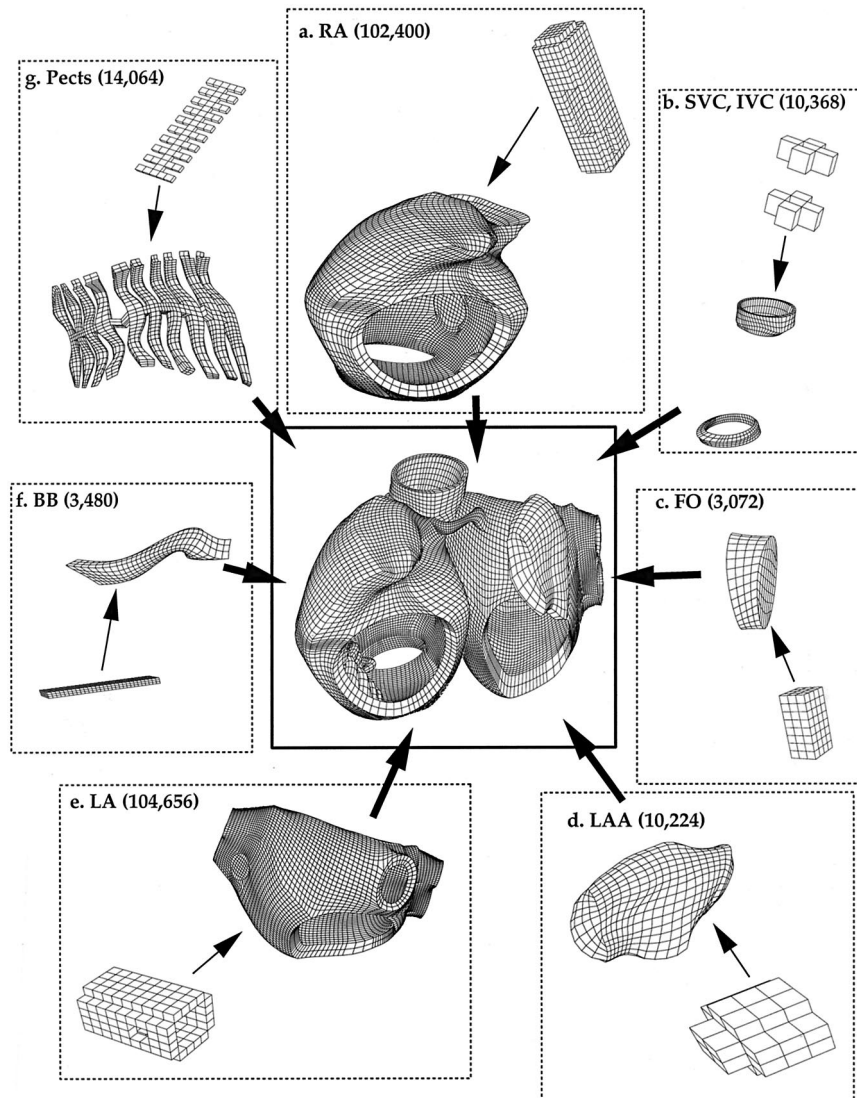 a. RA (102,400)
g. Pects (14,064)
b. SVC, IVC (10,368)
f. BB (3,480)
c. FO (3,072)
e. LA (104,656)
d. LAA (10,224)